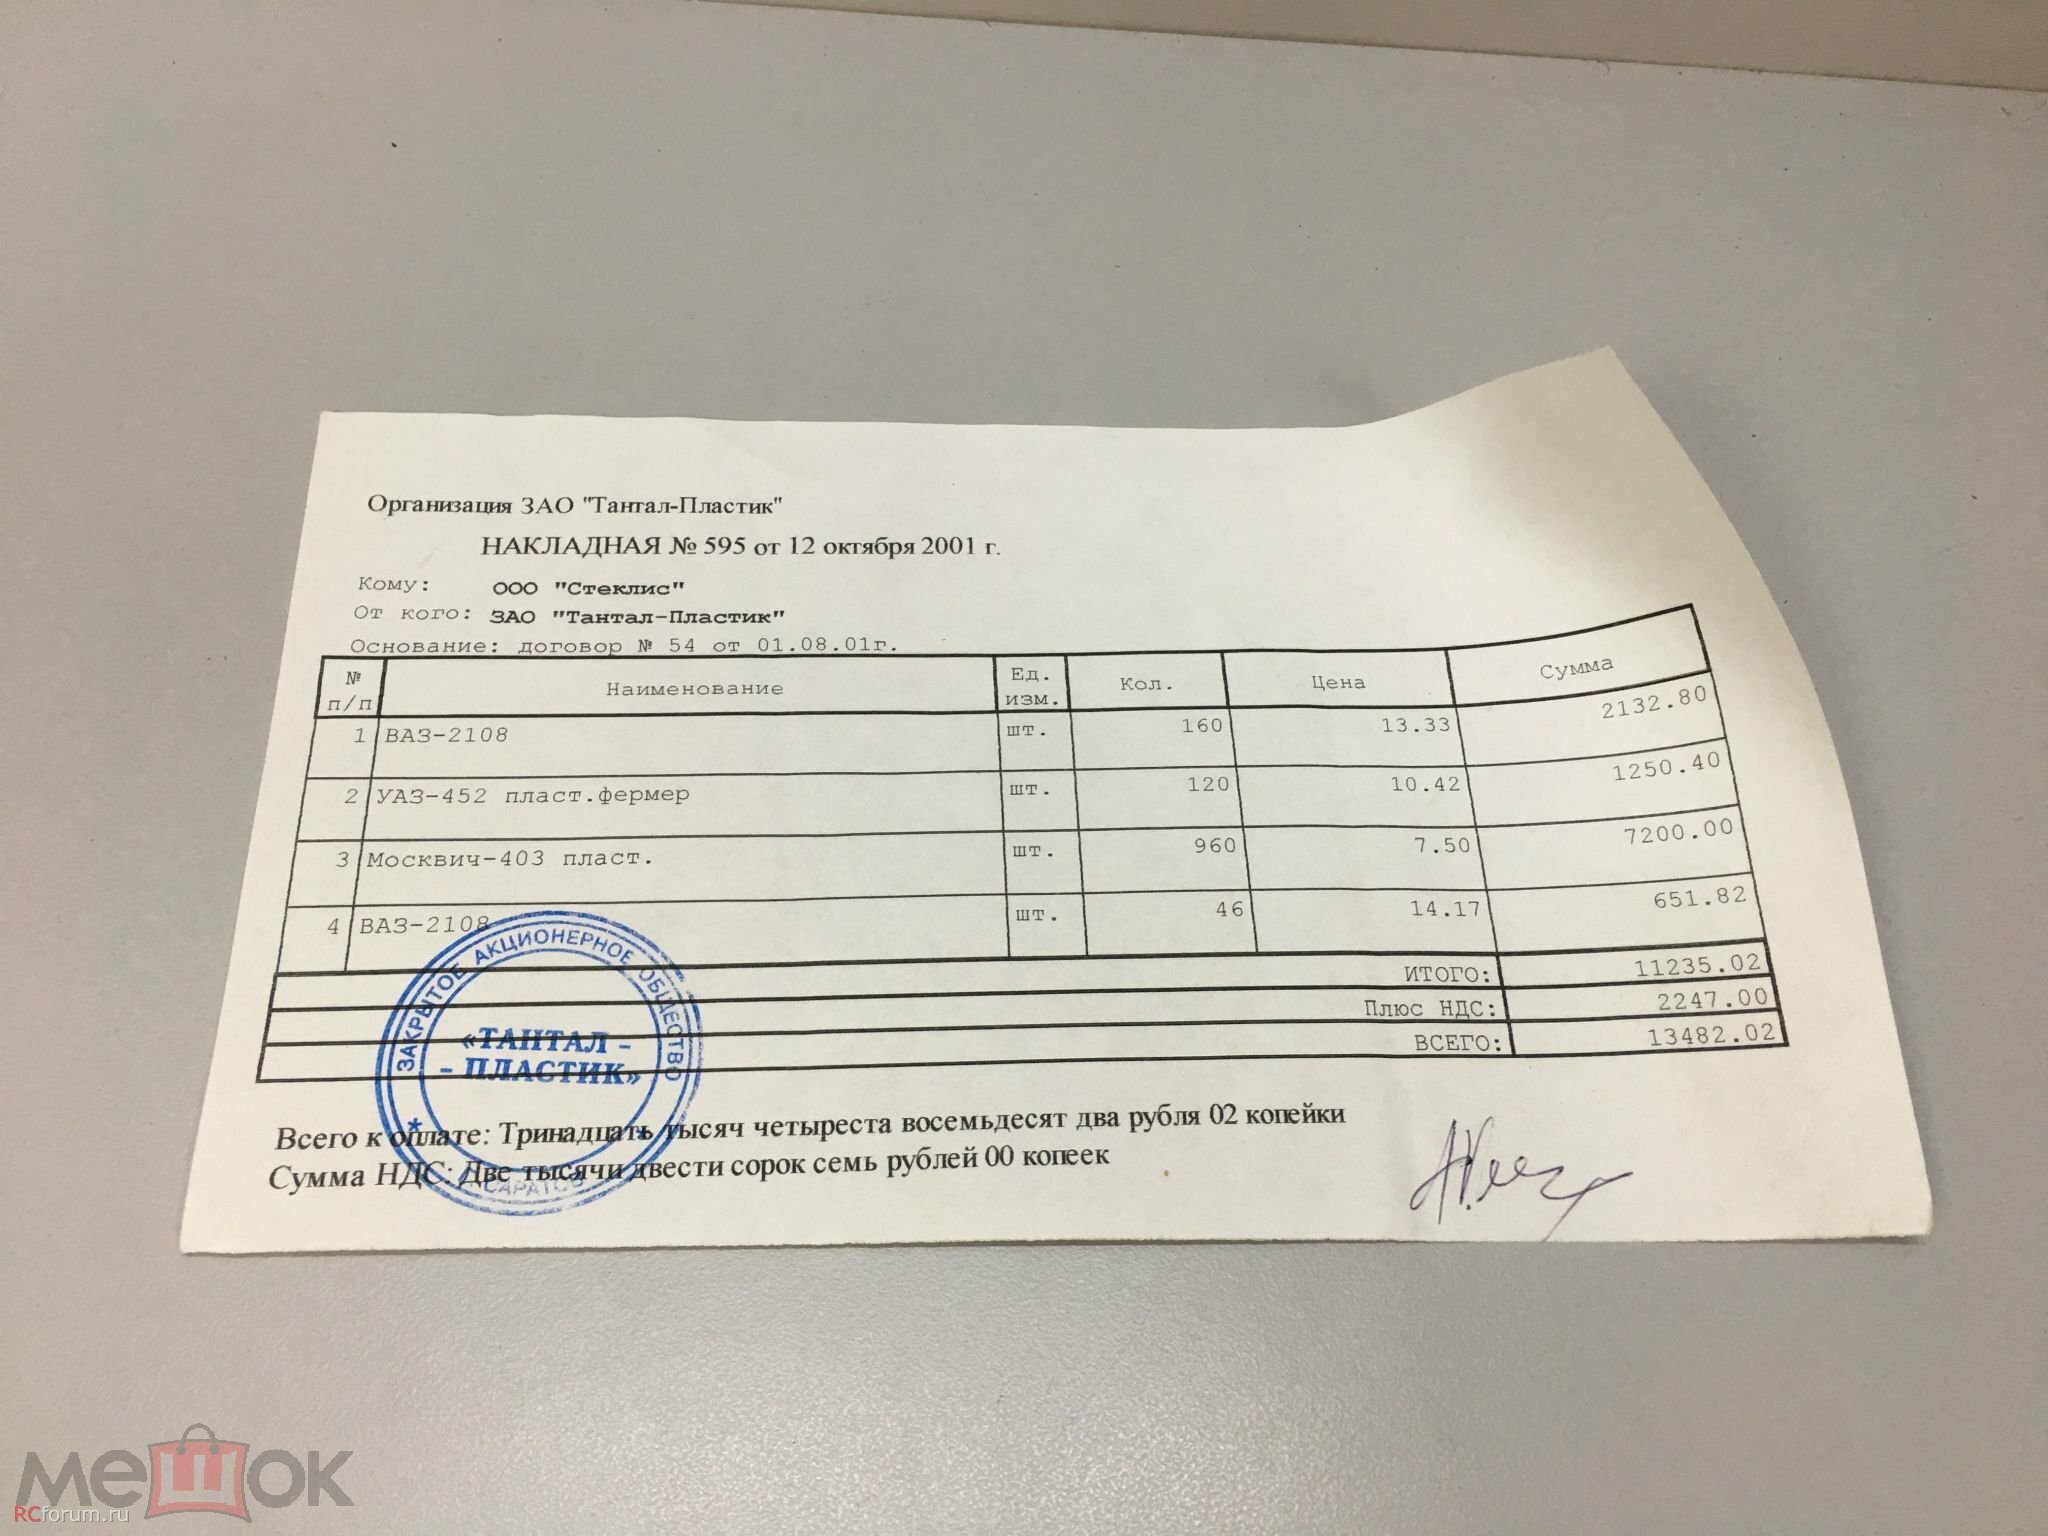 Организация ЗАО "Тантал-Пластик"
НАКЛАДНАЯ № 595 от 12 октября 2001 г.
Кому: ООО "Стеклис"
От кого: ЗАО "Тантал-Пластик"
Основание: договор № 54 от 01.08.01г.
№ п/п Наименование Ед. изм. Кол. Цена Сумма
1 ВАЗ-2108 шт. 160 13.33 2132.80
2 УАЗ-452 пласт.фермер шт. 120 10.42 1250.40
3 Москвич-403 пласт. шт. 960 7.50 7200.00
4 ВАЗ-2108 шт. 46 14.17 651.82
ИТОГО: 11235.02
Плюс НДС: 2247.00
ВСЕГО: 13482.02
ЗАКРЫТОЕ АКЦИОНЕРНОЕ ОБЩЕСТВО
«ТАНТАЛ -
- ПЛАСТИК»
САРАТОВ
Всего к оплате: Тринадцать тысяч четыреста восемьдесят два рубля 02 копейки
Сумма НДС: Две тысячи двести сорок семь рублей 00 копеек
мешок
RCforum.ru